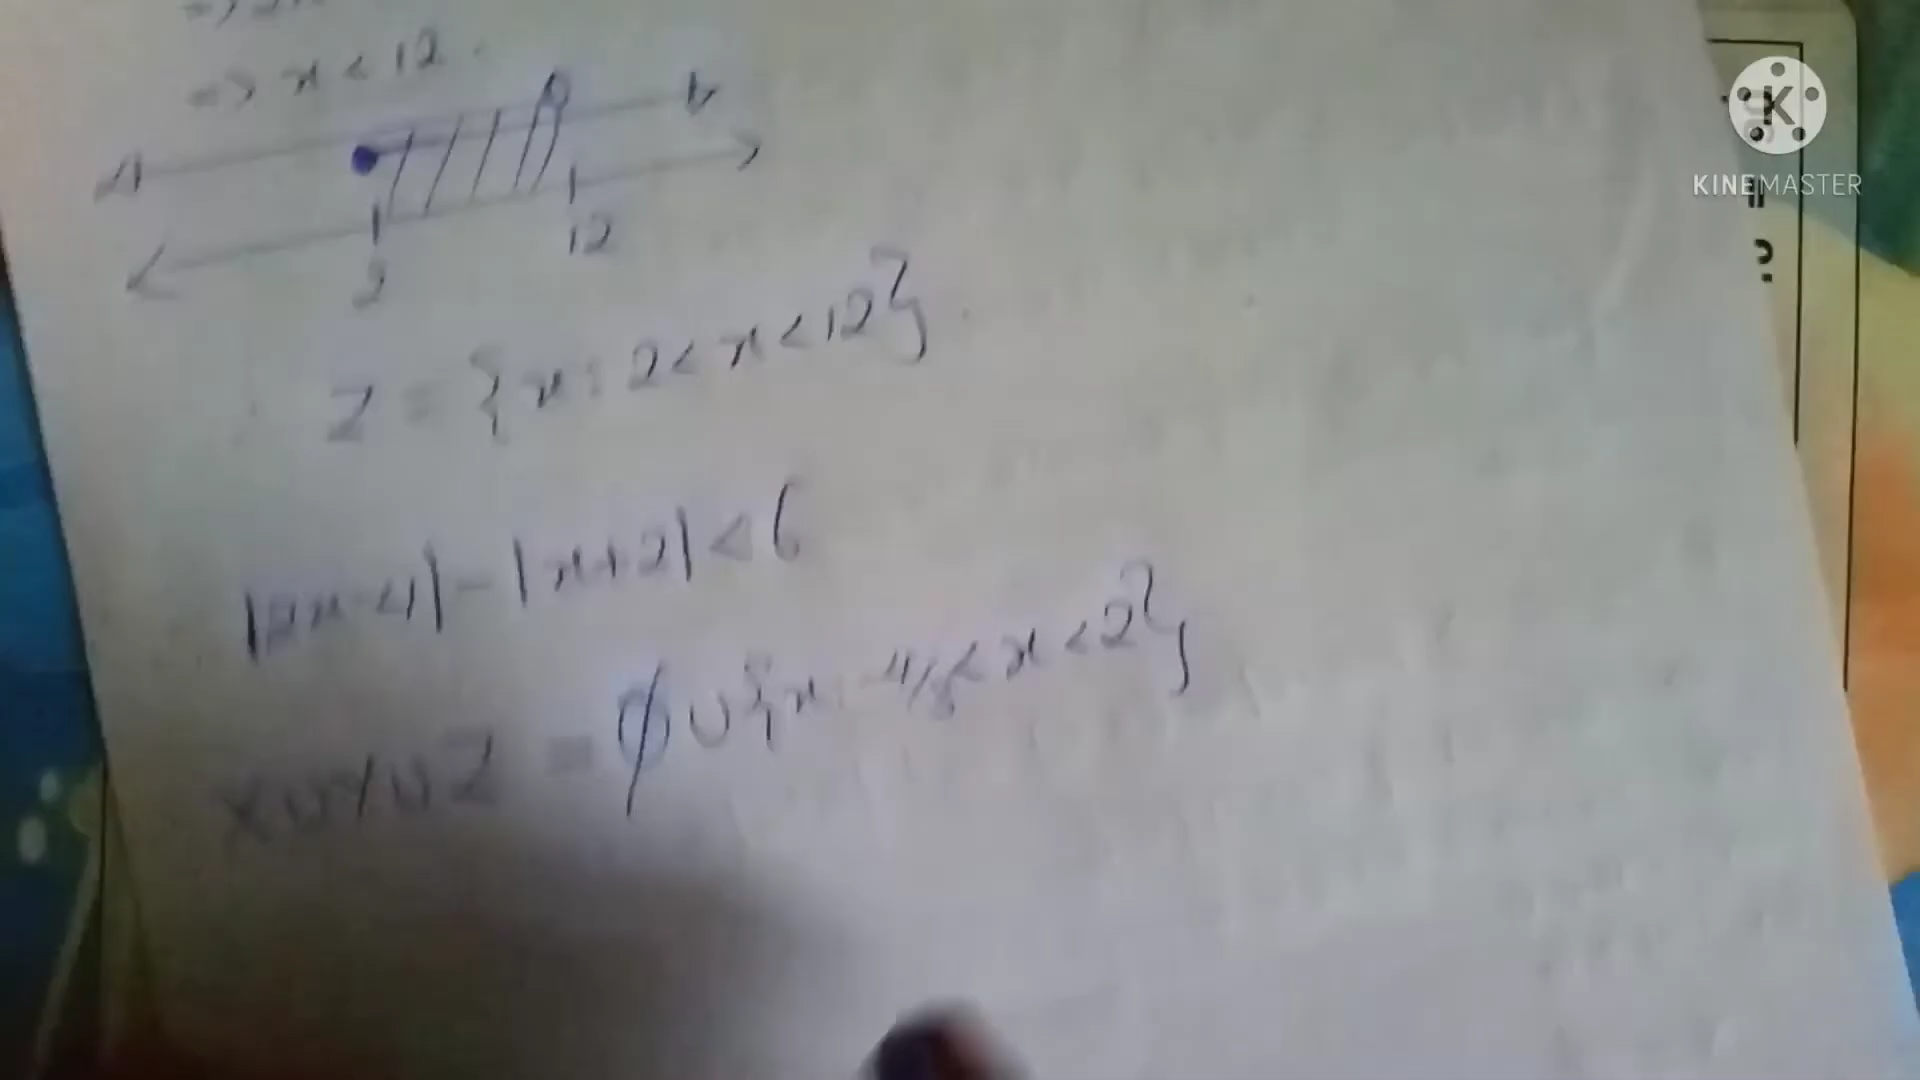 => x < 12
2 12
Z = {x : 2 < x < 12}
|2x-4| - |x+2| < 6
X U Y U Z = ϕ U {x : -4/3 < x < 2}
KINEMASTER